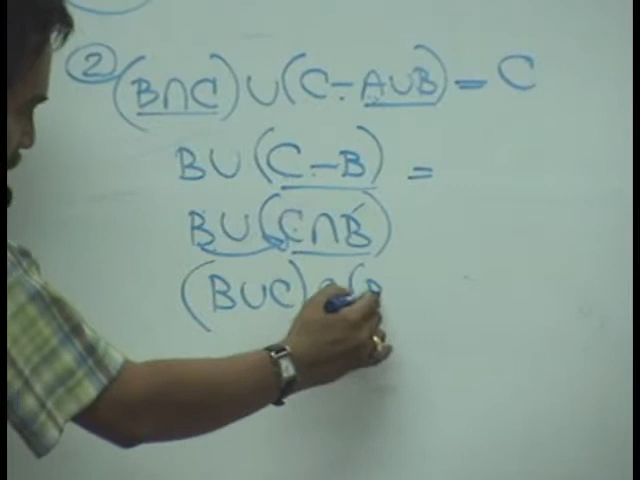 ② (B∩C) ∪ (C - A∪B) = C
B∪ (C - B) =
B∪ (C∩B')
(B∪C) ∩ (B